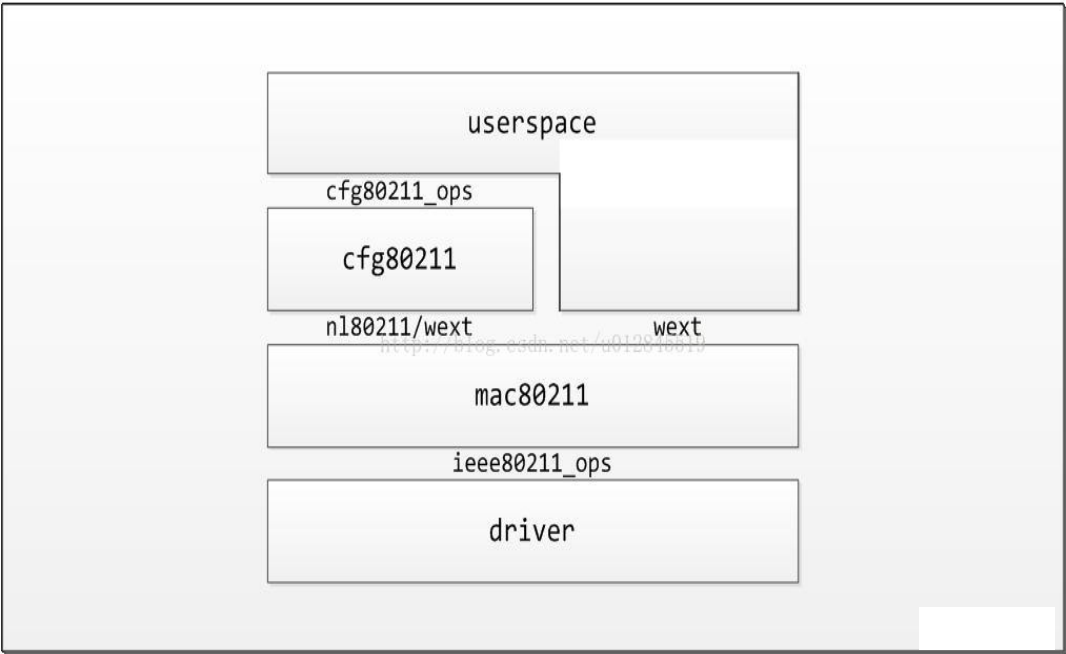 userspace
cfg80211_ops
cfg80211
nl80211/wext wext
mac80211
ieee80211_ops
driver